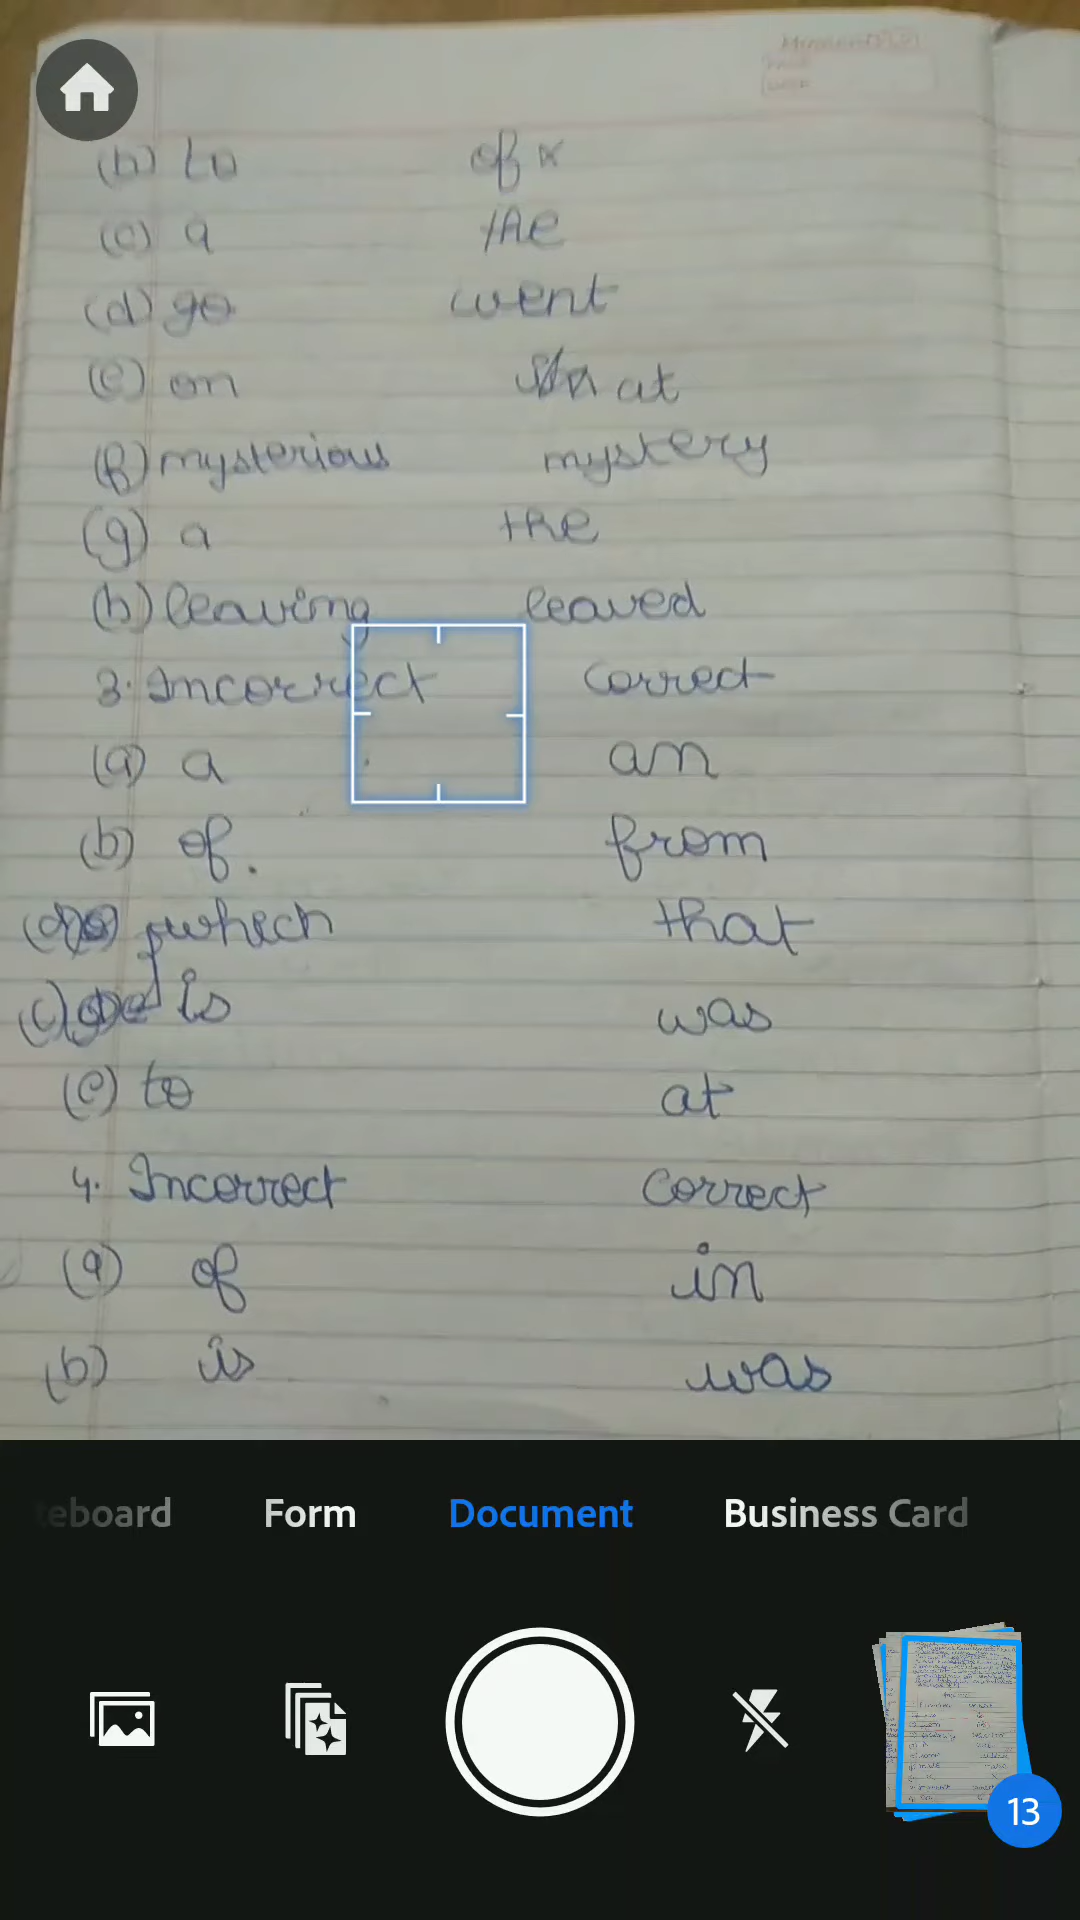 (b) to of x
(c) a the
(d) go went
(e) on at
(f) mysterious mystery
(g) a the
(h) leaving leaved
3. Incorrect Correct
(a) a an
(b) of. from
(d) which that
(c) is was
(e) to at
4. Incorrect Correct
(a) of in
(b) is was
eboard Form Document Business Card
13